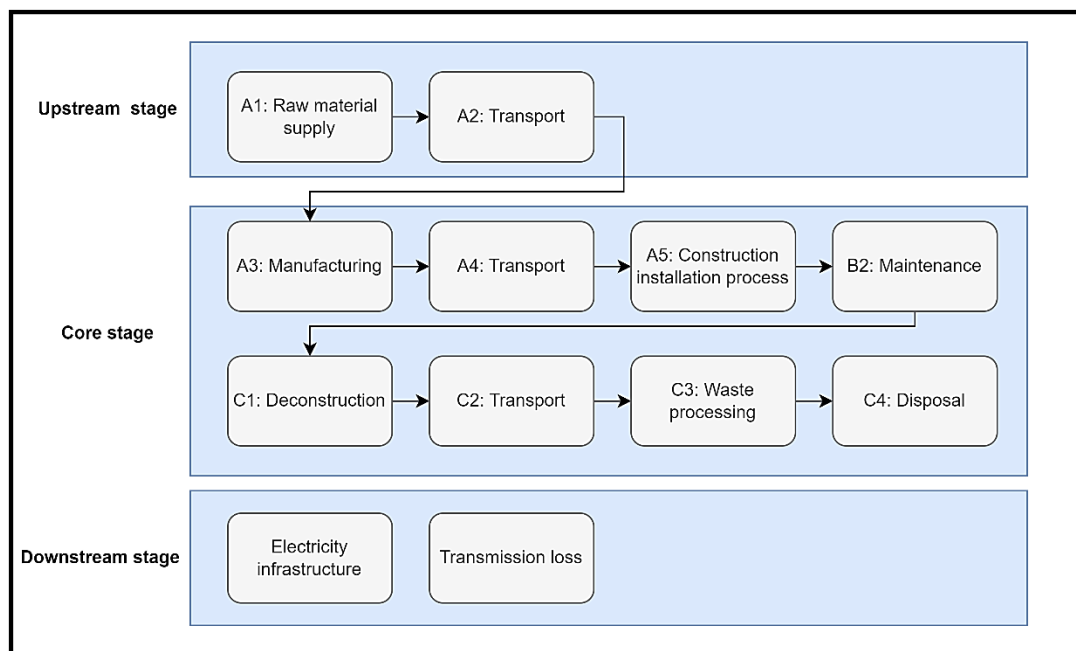 Upstream stage
A1: Raw material
supply
A2: Transport
Core stage
A3: Manufacturing
A4: Transport
A5: Construction
installation process
B2: Maintenance
C1: Deconstruction
C2: Transport
C3: Waste
processing
C4: Disposal
Downstream stage
Electricity
infrastructure
Transmission loss